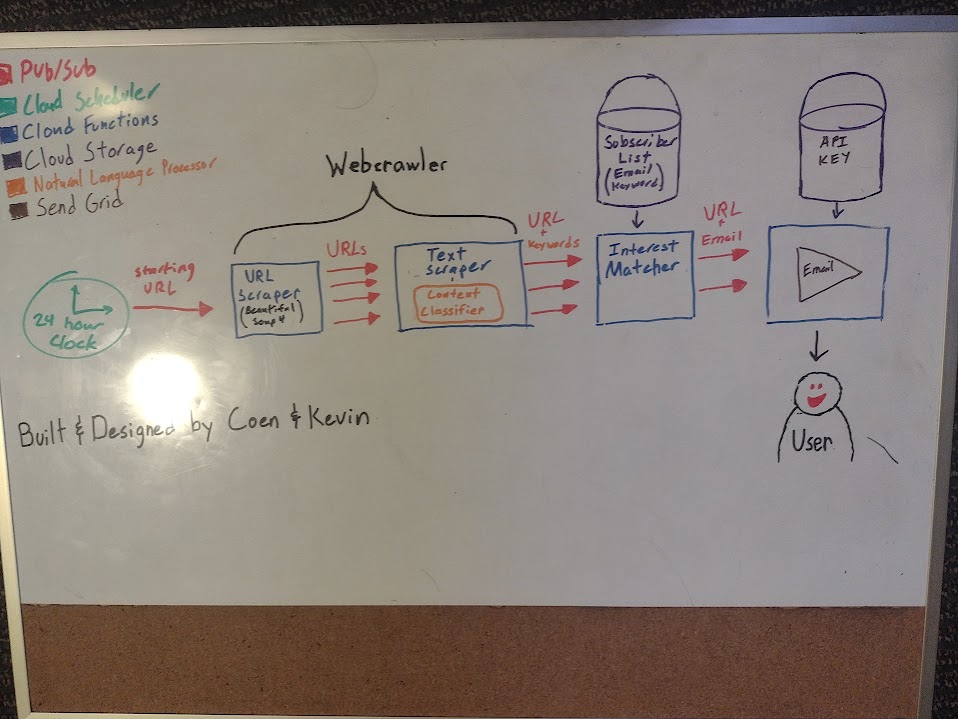 Pub/Sub
Cloud Scheduler
Cloud Functions
Cloud Storage
Natural Language Processor
Send Grid
Webcrawler
24 hour
Clock
starting
URL
URL
Scraper
(Beautiful
Soup 4)
URLs
Text
Scraper
Context
Classifier
URL
+
Keywords
Subscriber
List
(Email
Keyword)
Interest
Matcher
URL
+
Email
API
KEY
Email
User
Built & Designed by Coen & Kevin